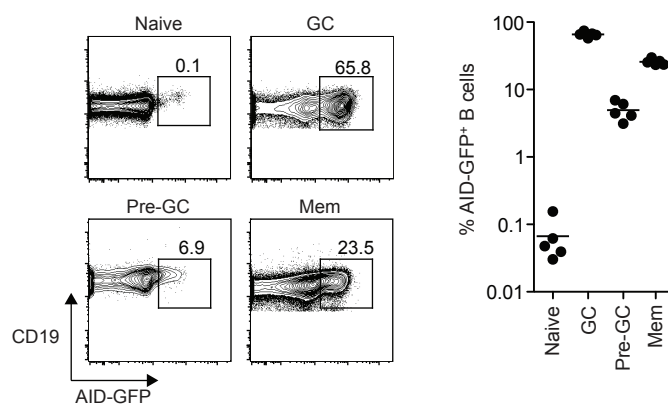 Naive
GC
0.1
65.8
Pre-GC
Mem
6.9
23.5
CD19
AID-GFP
% AID-GFP⁺ B cells
100
10
1
0.1
0.01
Naive
GC
Pre-GC
Mem